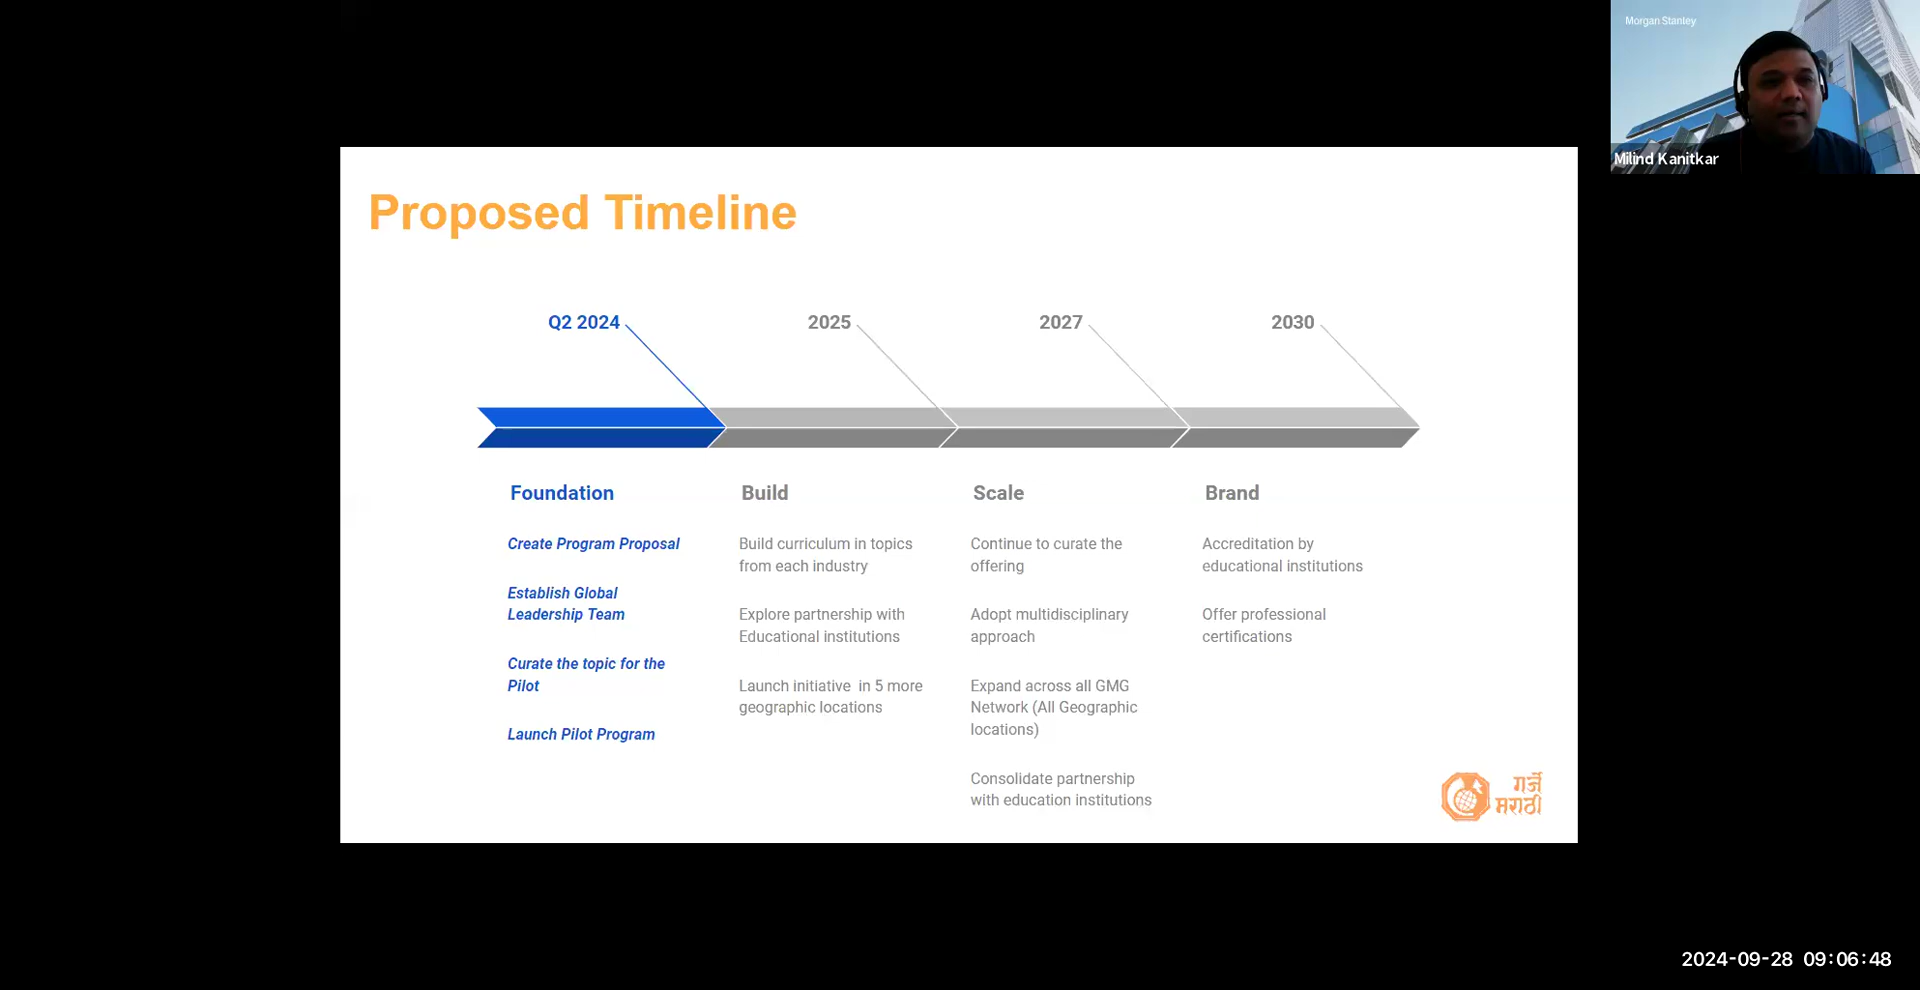 Morgan Stanley
Milind Kanitkar
Proposed Timeline
Q2 2024
2025
2027
2030
Foundation
Create Program Proposal
Establish Global
Leadership Team
Curate the topic for the
Pilot
Launch Pilot Program
Build
Build curriculum in topics
from each industry
Explore partnership with
Educational institutions
Launch initiative  in 5 more
geographic locations
Scale
Continue to curate the
offering
Adopt multidisciplinary
approach
Expand across all GMG
Network (All Geographic
locations)
Consolidate partnership
with education institutions
Brand
Accreditation by
educational institutions
Offer professional
certifications
गर्जे
मराठी
2024-09-28 09:06:48